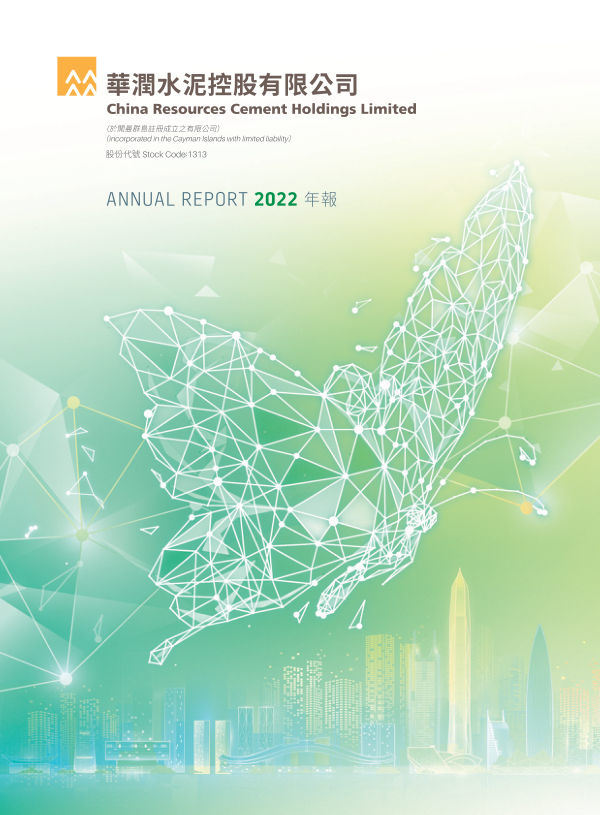 華潤水泥控股有限公司
China Resources Cement Holdings Limited
(於開曼群島註冊成立之有限公司)
(incorporated in the Cayman Islands with limited liability)
股份代號 Stock Code:1313
ANNUAL REPORT 2022 年報